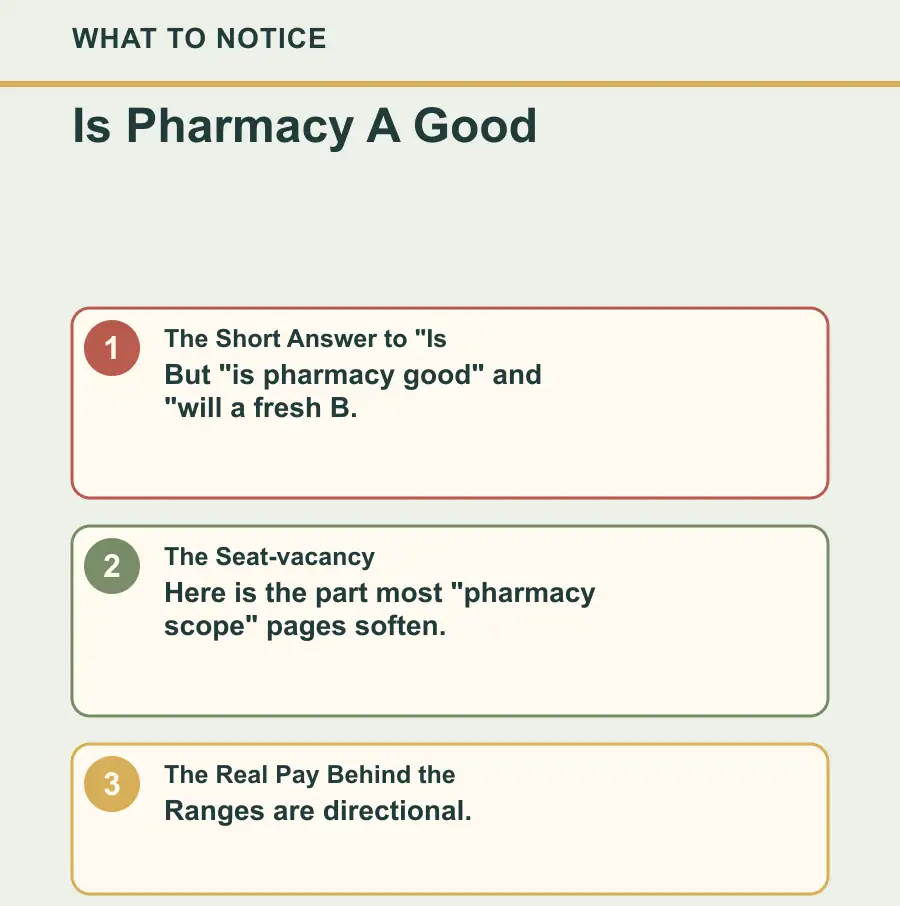 WHAT TO NOTICE
Is Pharmacy A Good
1
The Short Answer to "Is
But "is pharmacy good" and
"will a fresh B.
2
The Seat-vacancy
Here is the part most "pharmacy
scope" pages soften.
3
The Real Pay Behind the
Ranges are directional.